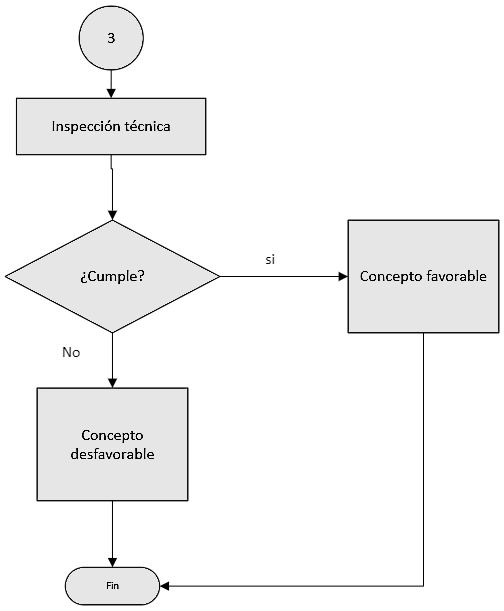 3
Inspección técnica
¿Cumple?
si
Concepto favorable
No
Concepto
desfavorable
Fin